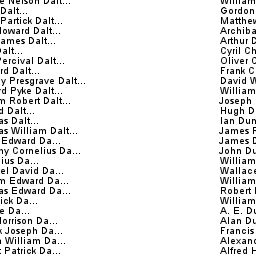 e Nelson Dalt... William
Dalt... Gordon
Partick Dalt... Matthew
Howard Dalt... Archiba
James Dalt... Arthur D
Dalt... Cyril Ch
Percival Dalt... Oliver C
rd Dalt... Frank C
y Presgrave Dalt... David W
rd Pyke Dalt... William
m Robert Dalt... Joseph
d Dalt... Hugh D
as Dalt... Ian Dun
as William Dalt... James F
Edward Da... James D
ny Cornelius Da... John Du
lius Da... William
el David Da... Wallace
m Edward Da... William
as Edward Da... Robert
ick Da... William
e Da... A. E. Du
Morrison Da... Alan Du
k Joseph Da... Francis
n William Da... Alexand
t Patrick Da... Alfred H